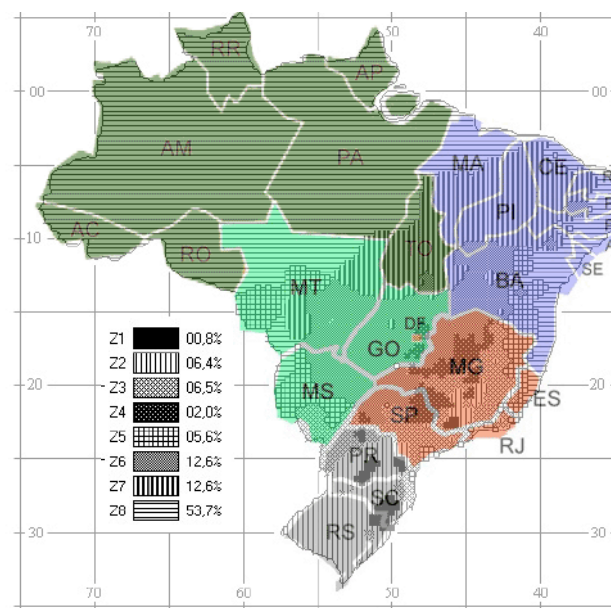 70 50 40
RR
AP
00 00
AM PA MA CE
PI
AC RO TO
10
SE
MT BA
DF
GO
MS MG
20 20
ES
SP
RJ
PR
SC
RS
30 30
70 60 50 40
Z1 00,8%
Z2 06,4%
Z3 06,5%
Z4 02,0%
Z5 05,6%
Z6 12,6%
Z7 12,6%
Z8 53,7%